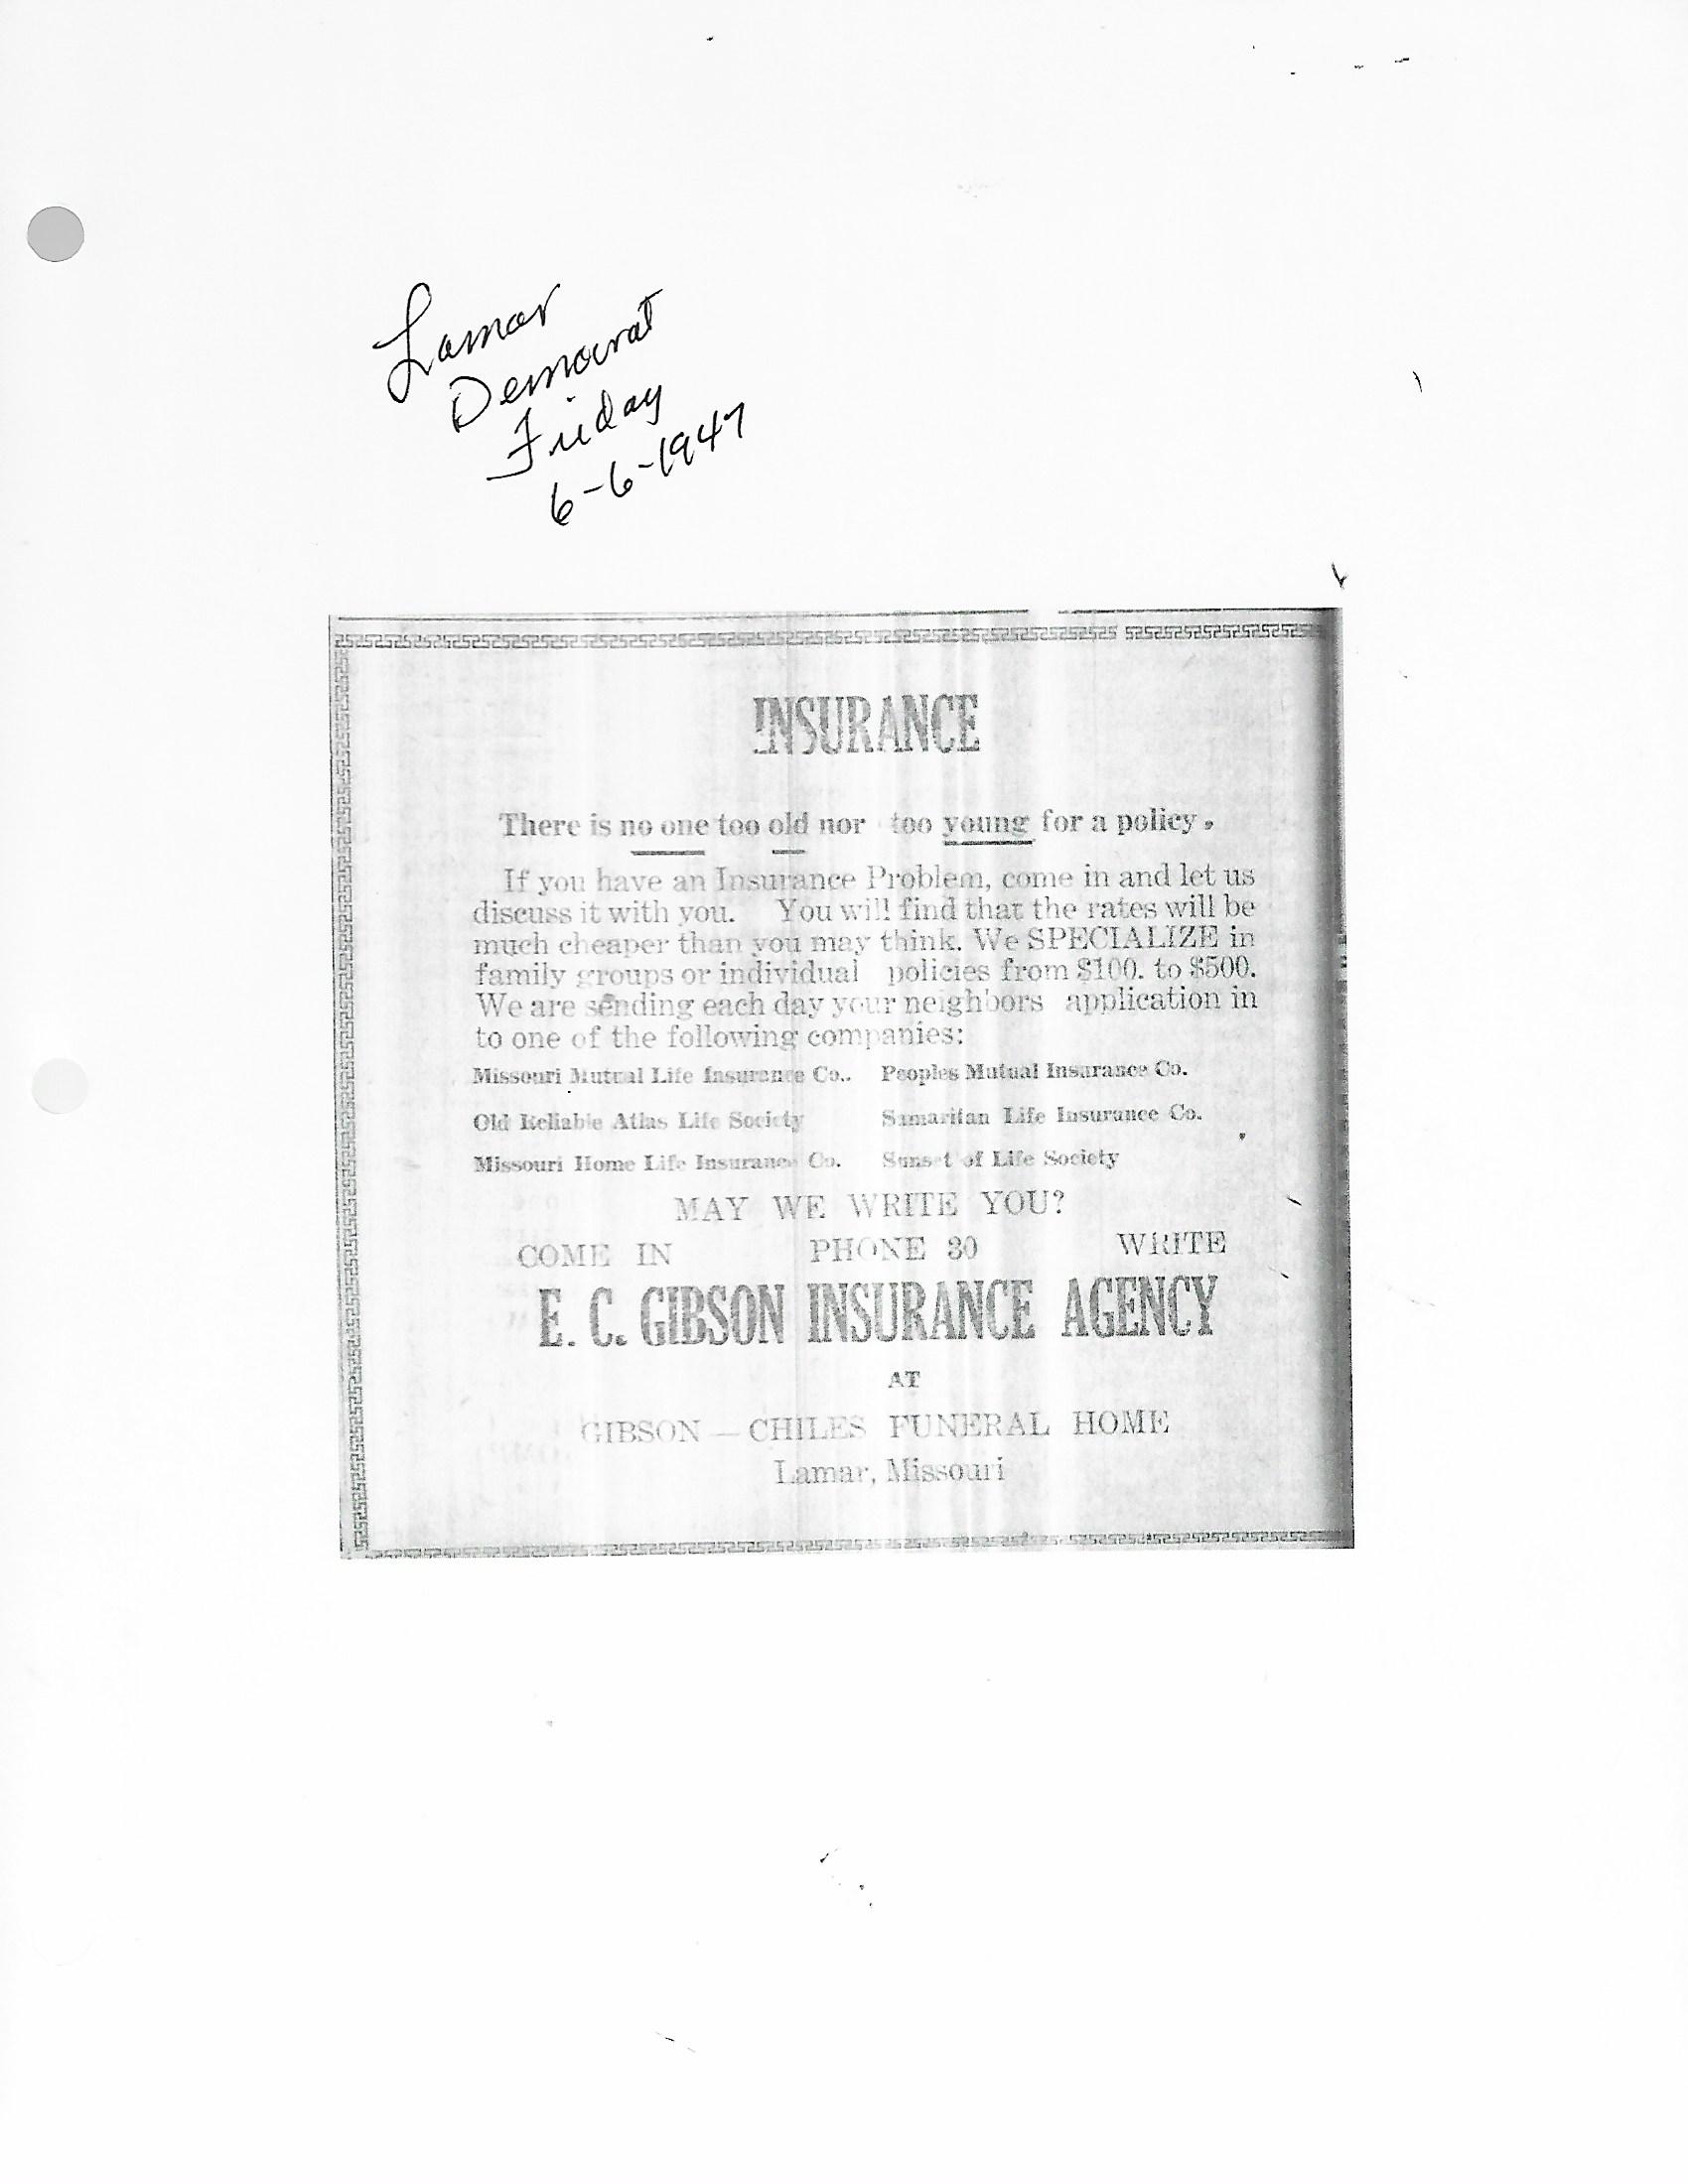 Lamar
Democrat
Friday
6-6-1947
INSURANCE
There is no one too old nor too young for a policy.
If you have an Insurance Problem, come in and let us
discuss it with you. You will find that the rates will be
much cheaper than you may think. We SPECIALIZE in
family groups or individual policies from $100. to $500.
We are sending each day your neighbors application in
to one of the following companies:
Missouri Mutual Life Insurance Co.. Peoples Mutual Insurance Co.
Old Reliable Atlas Life Society Samaritan Life Insurance Co.
Missouri Home Life Insurance Co. Sunset of Life Society
MAY WE WRITE YOU?
COME IN PHONE 80 WRITE
E. C. GIBSON INSURANCE AGENCY
AT
GIBSON — CHILES FUNERAL HOME
Lamar, Missouri